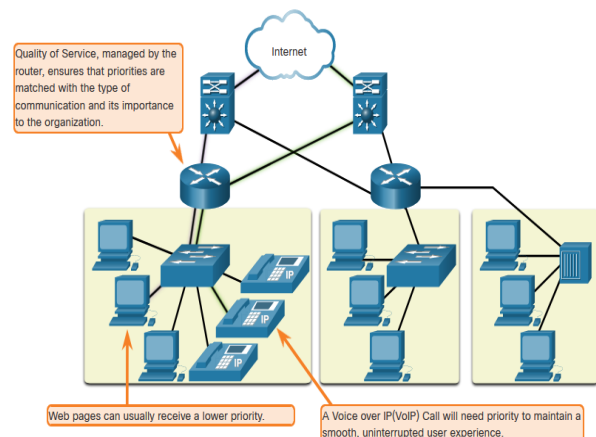 Internet
Quality of Service, managed by the
router, ensures that priorities are
matched with the type of
communication and its importance
to the organization.
IP
IP
IP
Web pages can usually receive a lower priority.
A Voice over IP(VoIP) Call will need priority to maintain a
smooth, uninterrupted user experience.